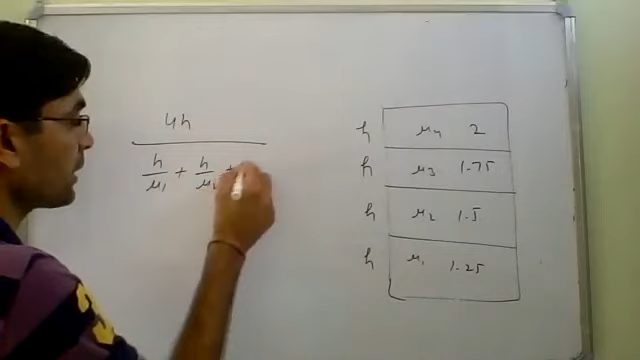 4h
h/μ₁ + h/μ₂ +
h μ₄ 2
h μ₃ 1.75
h μ₂ 1.5
h μ₁ 1.25